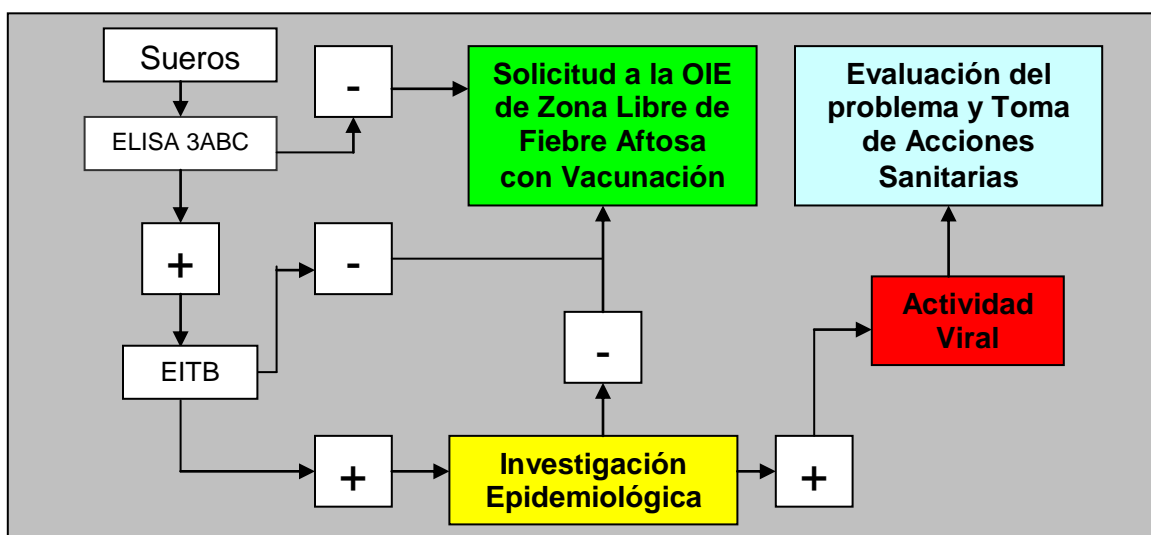 Sueros
ELISA 3ABC
-
Solicitud a la OIE
de Zona Libre de
Fiebre Aftosa
con Vacunación
Evaluación del
problema y Toma
de Acciones
Sanitarias
+
-
EITB
-
Actividad
Viral
+
Investigación
Epidemiológica
+